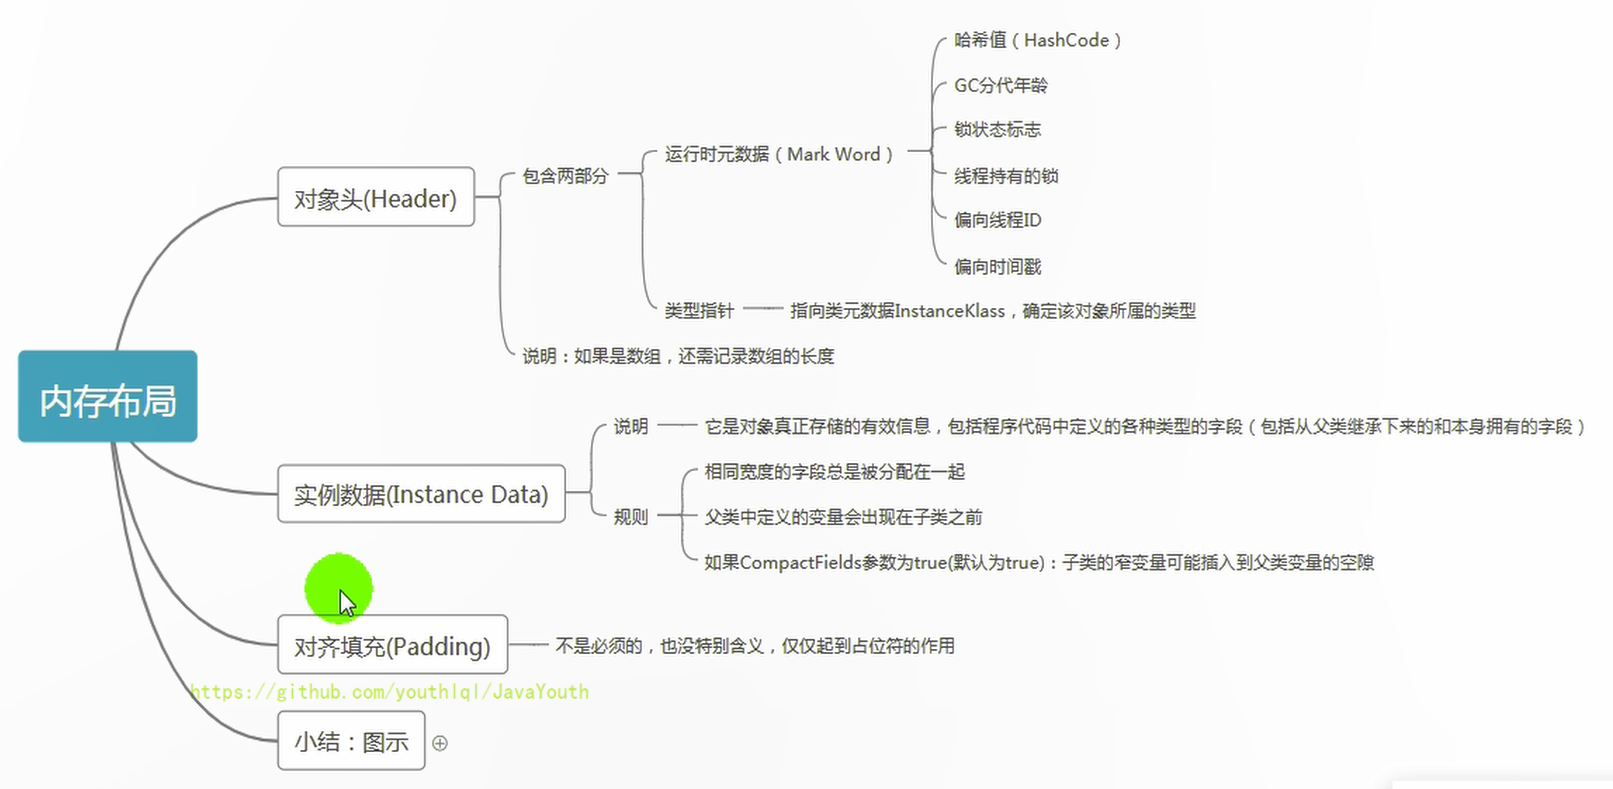 内存布局
对象头(Header)
包含两部分
运行时元数据（Mark Word）
哈希值（HashCode）
GC分代年龄
锁状态标志
线程持有的锁
偏向线程ID
偏向时间戳
类型指针
指向类元数据InstanceKlass，确定该对象所属的类型
说明：如果是数组，还需记录数组的长度
实例数据(Instance Data)
说明
它是对象真正存储的有效信息，包括程序代码中定义的各种类型的字段（包括从父类继承下来的和本身拥有的字段）
规则
相同宽度的字段总是被分配在一起
父类中定义的变量会出现在子类之前
如果CompactFields参数为true(默认为true)：子类的窄变量可能插入到父类变量的空隙
对齐填充(Padding)
不是必须的，也没特别含义，仅仅起到占位符的作用
https://github.com/youthlql/JavaYouth
小结：图示